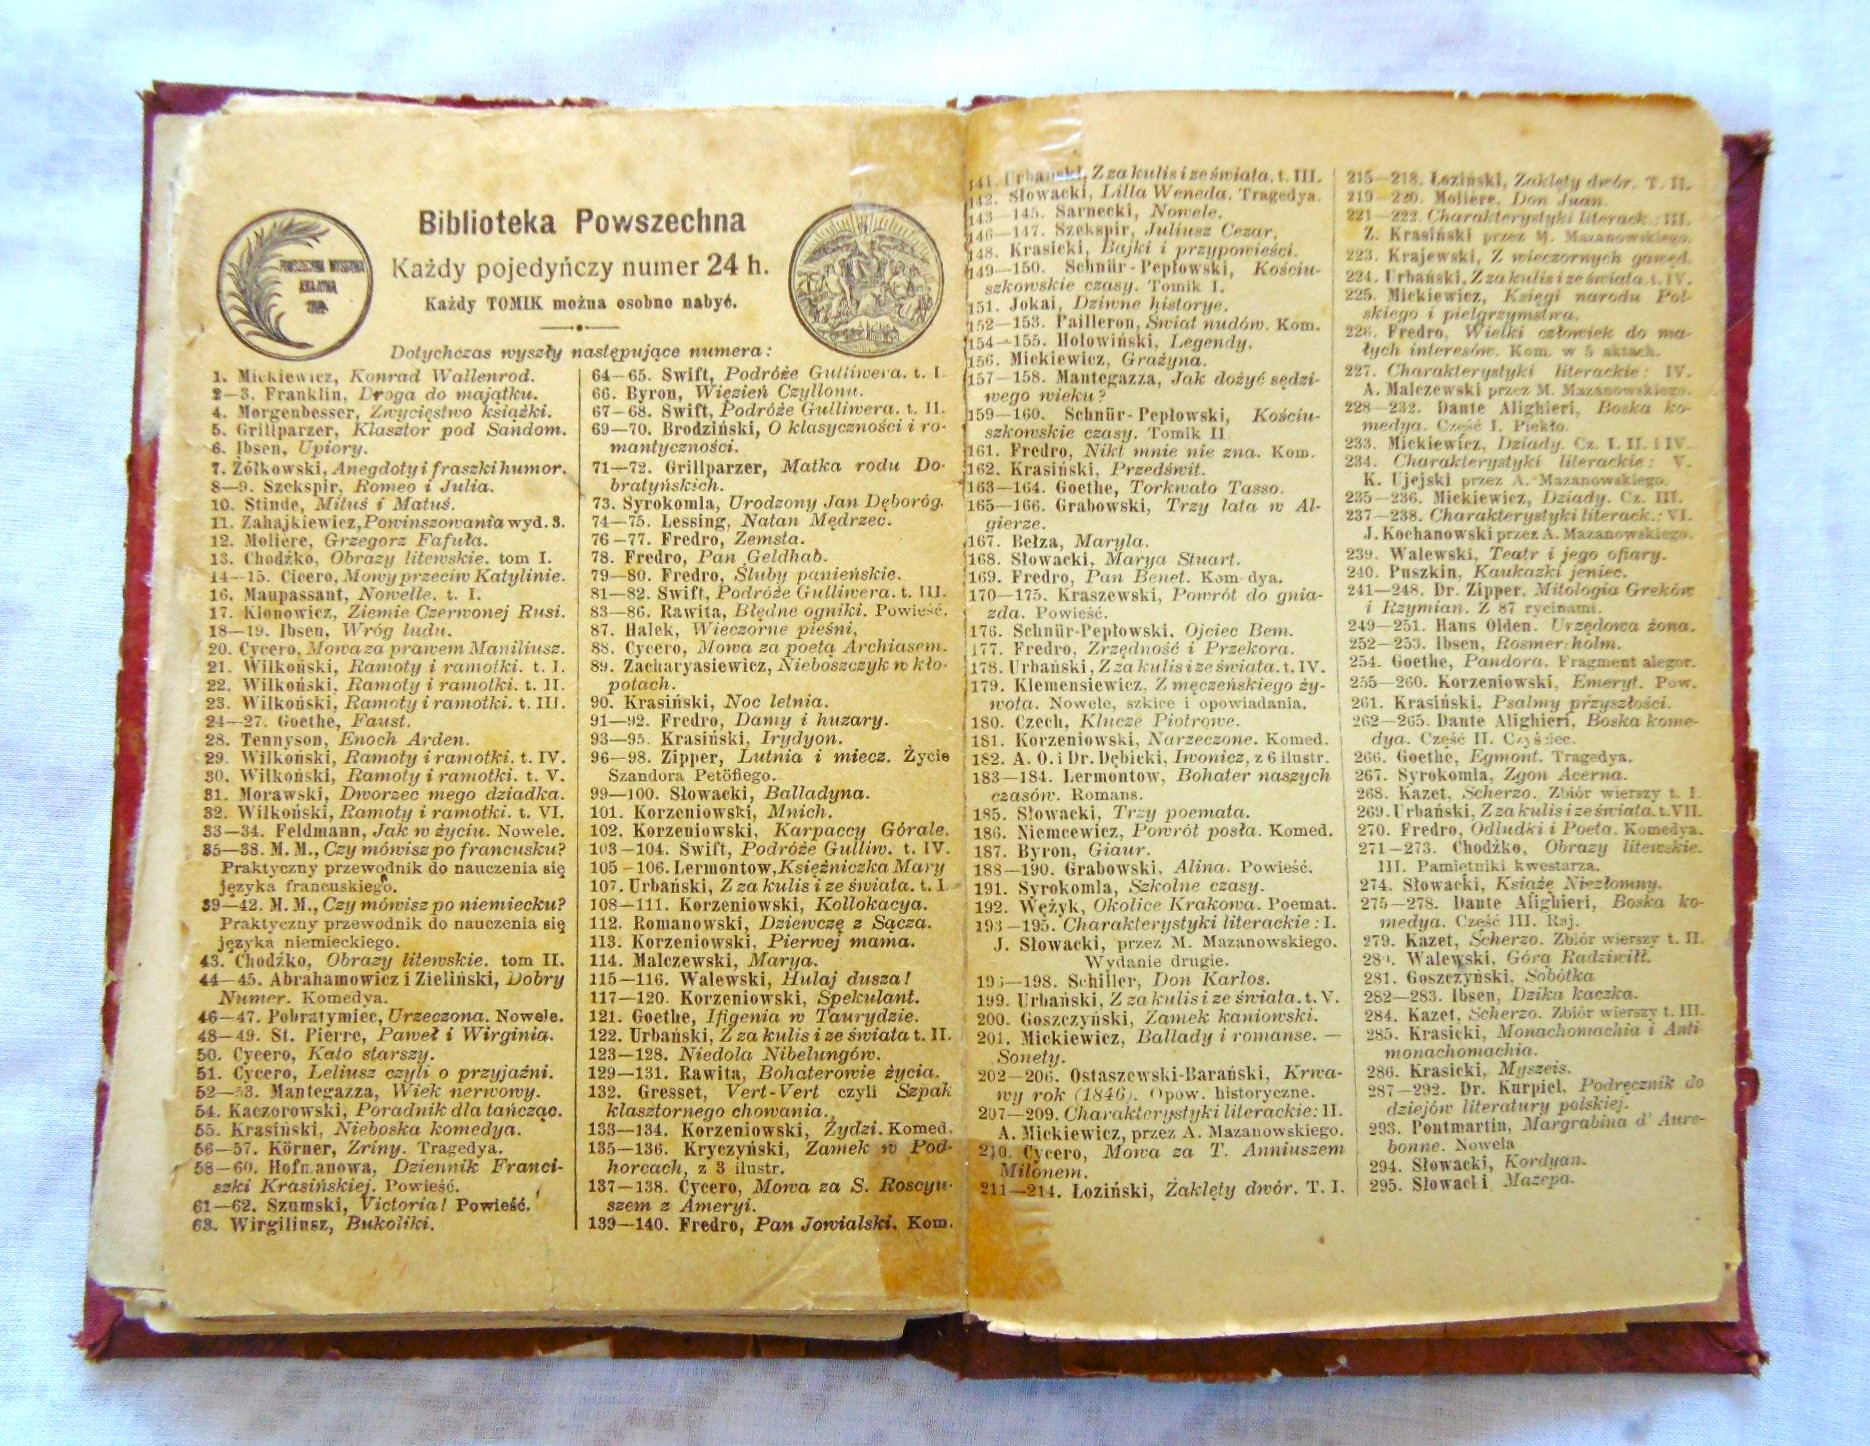 Biblioteka Powszechna
Każdy pojedyńczy numer 24 h.
Każdy TOMIK można osobno nabyć.
POWSZECHNA WYSTAWA
KRAJOWA
Dotychczas wyszły następujące numera:
1. Mickiewicz, Konrad Wallenrod.
2—3. Franklin, Droga do majątku.
4. Morgenbesser, Zwycięstwo książki.
5. Grillparzer, Klasztor pod Sandom.
6. Ibsen, Upiory.
7. Żółkowski, Anegdoty i fraszki humor.
8—9. Szekspir, Romeo i Julia.
10. Stinde, Mituś i Matuś.
11. Zahajkiewicz, Powinszowania wyd. 3.
12. Moliére, Grzegorz Fafuła.
13. Chodźko, Obrazy litewskie. tom I.
14—15. Cicero, Mowy przeciw Katylinie.
16. Maupassant, Nowelle. t. I.
17. Klonowicz, Ziemie Czerwonej Rusi.
18—19. Ibsen, Wróg ludu.
20. Cycero, Mowa za prawem Maniliusz.
21. Wilkoński, Ramoty i ramotki. t. I.
22. Wilkoński, Ramoty i ramotki. t. II.
23. Wilkoński, Ramoty i ramotki. t. III.
24—27. Goethe, Faust.
28. Tennyson, Enoch Arden.
29. Wilkoński, Ramoty i ramotki. t. IV.
30. Wilkoński, Ramoty i ramotki. t. V.
31. Morawski, Dworzec mego dziadka.
32. Wilkoński, Ramoty i ramotki. t. VI.
33—34. Feldmann, Jak w życiu. Nowele.
35—38. M. M., Czy mówisz po francusku?
Praktyczny przewodnik do nauczenia się
języka francuskiego.
39—42. M. M., Czy mówisz po niemiecku?
Praktyczny przewodnik do nauczenia się
języka niemieckiego.
43. Chodźko, Obrazy litewskie. tom II.
44—45. Abrahamowicz i Zieliński, Dobry
Numer. Komedya.
46—47. Pobratymiec, Urzeczona. Nowele.
48—49. St. Pierre, Paweł i Wirginia.
50. Cycero, Kato starszy.
51. Cycero, Leliusz czyli o przyjaźni.
52—53. Mantegazza, Wiek nerwowy.
54. Kaczorowski, Poradnik dla tańcząc.
55. Krasiński, Nieboska komedya.
56—57. Körner, Zriny. Tragedya.
58—60. Hofmanowa, Dziennik Franci-
szki Krasińskiej. Powieść.
61—62. Szumski, Victoria! Powieść.
63. Wirgiliusz, Bukoliki.
64—65. Swift, Podróże Gulliwera. t. I
66. Byron, Więzień Czyllonu.
67—68. Swift, Podróże Gulliwera. t. II.
69—70. Brodziński, O klasyczności i ro-
mantyczności.
71—72. Grillparzer, Matka rodu Do-
bratyńskich.
73. Syrokomla, Urodzony Jan Dęboróg.
74—75. Lessing, Natan Mędrzec.
76—77. Fredro, Zemsta.
78. Fredro, Pan Geldhab.
79—80. Fredro, Śluby panieńskie.
81—82. Swift, Podróże Gulliwera. t. III.
83—86. Rawita, Błędne ogniki. Powieść.
87. Halek, Wieczorne pieśni,
88. Cycero, Mowa za poetą Archiasem.
89. Zacharyasiewicz, Nieboszczyk w kło-
potach.
90. Krasiński, Noc letnia.
91—92. Fredro, Damy i huzary.
93—95. Krasiński, Irydyon.
96—98. Zipper, Lutnia i miecz. Życie
Szandora Petöfiego.
99—100. Słowacki, Balladyna.
101. Korzeniowski, Mnich.
102. Korzeniowski, Karpaccy Górale.
103—104. Swift, Podróże Gulliw. t. IV.
105—106. Lermontow, Księżniczka Mary
107. Urbański, Z za kulis i ze świata. t. I.
108—111. Korzeniowski, Kollokacya.
112. Romanowski, Dziewczę z Sącza.
113. Korzeniowski, Pierwej mama.
114. Malczewski, Marya.
115—116. Walewski, Hulaj dusza!
117—120. Korzeniowski, Spekulant.
121. Goethe, Ifigenia w Taurydzie.
122. Urbański, Z za kulis i ze świata t. II.
123—128. Niedola Nibelungów.
129—131. Rawita, Bohaterowie życia.
132. Gresset, Vert-Vert czyli Szpak
klasztornego chowania.
133—134. Korzeniowski, Żydzi. Komed.
135—136. Kryczyński, Zamek w Pod-
horcach, z 3 ilustr.
137—138. Cycero, Mowa za S. Roscyu-
szem z Ameryi.
139—140. Fredro, Pan Jowialski. Kom.
141. Urbański, Z za kulis i ze świata. t. III.
142. Słowacki, Lilla Weneda. Tragedya.
143—145. Sarnecki, Nowele.
146—147. Szekspir, Juliusz Cezar.
148. Krasicki, Bajki i przypowieści.
149—150. Schnür-Pepłowski, Kościu-
szkowskie czasy. Tomik I.
151. Jokai, Dziwne historye.
152—153. Pailleron, Świat nudów. Kom.
154—155. Hołowiński, Legendy.
156. Mickiewicz, Grażyna.
157—158. Mantegazza, Jak dożyć sędzi-
wego wieku?
159—160. Schnür-Pepłowski, Kościu-
szkowskie czasy. Tomik II
161. Fredro, Nikt mnie nie zna. Kom.
162. Krasiński, Przedświt.
163—164. Goethe, Torkwato Tasso.
165—166. Grabowski, Trzy lata w Al-
gierze.
167. Bełza, Maryla.
168. Słowacki, Marya Stuart.
169. Fredro, Pan Benet. Komedya.
170—175. Kraszewski, Powrót do gnia-
zda. Powieść.
176. Schnür-Pepłowski. Ojciec Bem.
177. Fredro, Zrzędność i Przekora.
178. Urbański, Z za kulis i ze świata. t. IV.
179. Klemensiewicz. Z męczeńskiego ży-
wota. Nowele, szkice i opowiadania.
180. Czech, Klucze Piotrowe.
181. Korzeniowski, Narzeczone. Komed.
182. A. O. i Dr. Dębicki, Iwonicz, z 6 ilustr.
183—184. Lermontow, Bohater naszych
czasów. Romans.
185. Słowacki, Trzy poemata.
186. Niemcewicz, Powrót posła. Komed.
187. Byron, Giaur.
188—190. Grabowski. Alina. Powieść.
191. Syrokomla, Szkolne czasy.
192. Wężyk, Okolice Krakowa. Poemat.
193—195. Charakterystyki literackie: I.
J. Słowacki, przez M. Mazanowskiego.
Wydanie drugie.
196—198. Schiller, Don Karlos.
199. Urbański, Z za kulis i ze świata. t. V.
200. Goszczyński, Zamek kaniowski.
201. Mickiewicz, Ballady i romanse. —
Sonety.
202—206. Ostaszewski-Barański, Krwa-
wy rok (1846). Opow. historyczne.
207—209. Charakterystyki literackie: II.
A. Mickiewicz, przez A. Mazanowskiego.
210. Cycero, Mowa za T. Anniuszem
Milonem.
211—214. Łoziński, Zaklęty dwór. T. I.
215—218. Łoziński, Zaklęty dwór. T. II.
219—220. Moliére, Don Juan.
221—222. Charakterystyki literack.: III.
Z. Krasiński przez M. Mazanowskiego.
223. Krajewski, Z wieczornych gawęd.
224. Urbański, Z za kulis i ze świata t. IV.
225. Mickiewicz, Księgi narodu Pol-
skiego i pielgrzymstwa.
226. Fredro, Wielki człowiek do ma-
łych interesów. Kom. w 5 aktach.
227. Charakterystyki literackie: IV.
A. Malczewski przez M. Mazanowskiego.
228—232. Dante Alighieri, Boska ko-
medya. Część I. Piekło.
233. Mickiewicz, Dziady. Cz. I. II. i IV.
234. Charakterystyki literackie: V.
K. Ujejski przez A. Mazanowskiego.
235—236. Mickiewicz, Dziady. Cz. III.
237—238. Charakterystyki literack.: VI.
J. Kochanowski przez A. Mazanowskiego.
239. Walewski, Teatr i jego ofiary.
240. Puszkin, Kaukazki jeniec.
241—248. Dr. Zipper. Mitologia Greków
i Rzymian. Z 87 rycinami.
249—251. Hans Olden. Urzędowa żona.
252—253. Ibsen, Rosmersholm.
254. Goethe, Pandora. Fragment alegor.
255—260. Korzeniowski, Emeryt. Pow.
261. Krasiński, Psalmy przyszłości.
262—265. Dante Alighieri, Boska kome-
dya. Część II. Czyściec.
266. Goethe, Egmont. Tragedya.
267. Syrokomla, Zgon Acerna.
268. Kazet, Scherzo. Zbiór wierszy t. I.
269. Urbański, Z za kulis i ze świata. t. VII.
270. Fredro, Odludki i Poeta. Komedya.
271—273. Chodźko, Obrazy litewskie.
III. Pamiętniki kwestarza.
274. Słowacki, Książę Niezłomny.
275—278. Dante Alighieri, Boska ko-
medya. Część III. Raj.
279. Kazet, Scherzo. Zbiór wierszy t. II.
280. Walewski, Górą Radziwiłł.
281. Goszczyński, Sobótka
282—283. Ibsen, Dzika kaczka.
284. Kazet, Scherzo. Zbiór wierszy t. III.
285. Krasicki, Monachomachia i Anti
monachomachia.
286. Krasicki, Myszeis.
287—292. Dr. Kurpiel, Podręcznik do
dziejów literatury polskiej.
293. Pontmartin, Margrabina d'Aure-
bonne. Nowela
294. Słowacki, Kordyan.
295. Słowacki Mazepa.